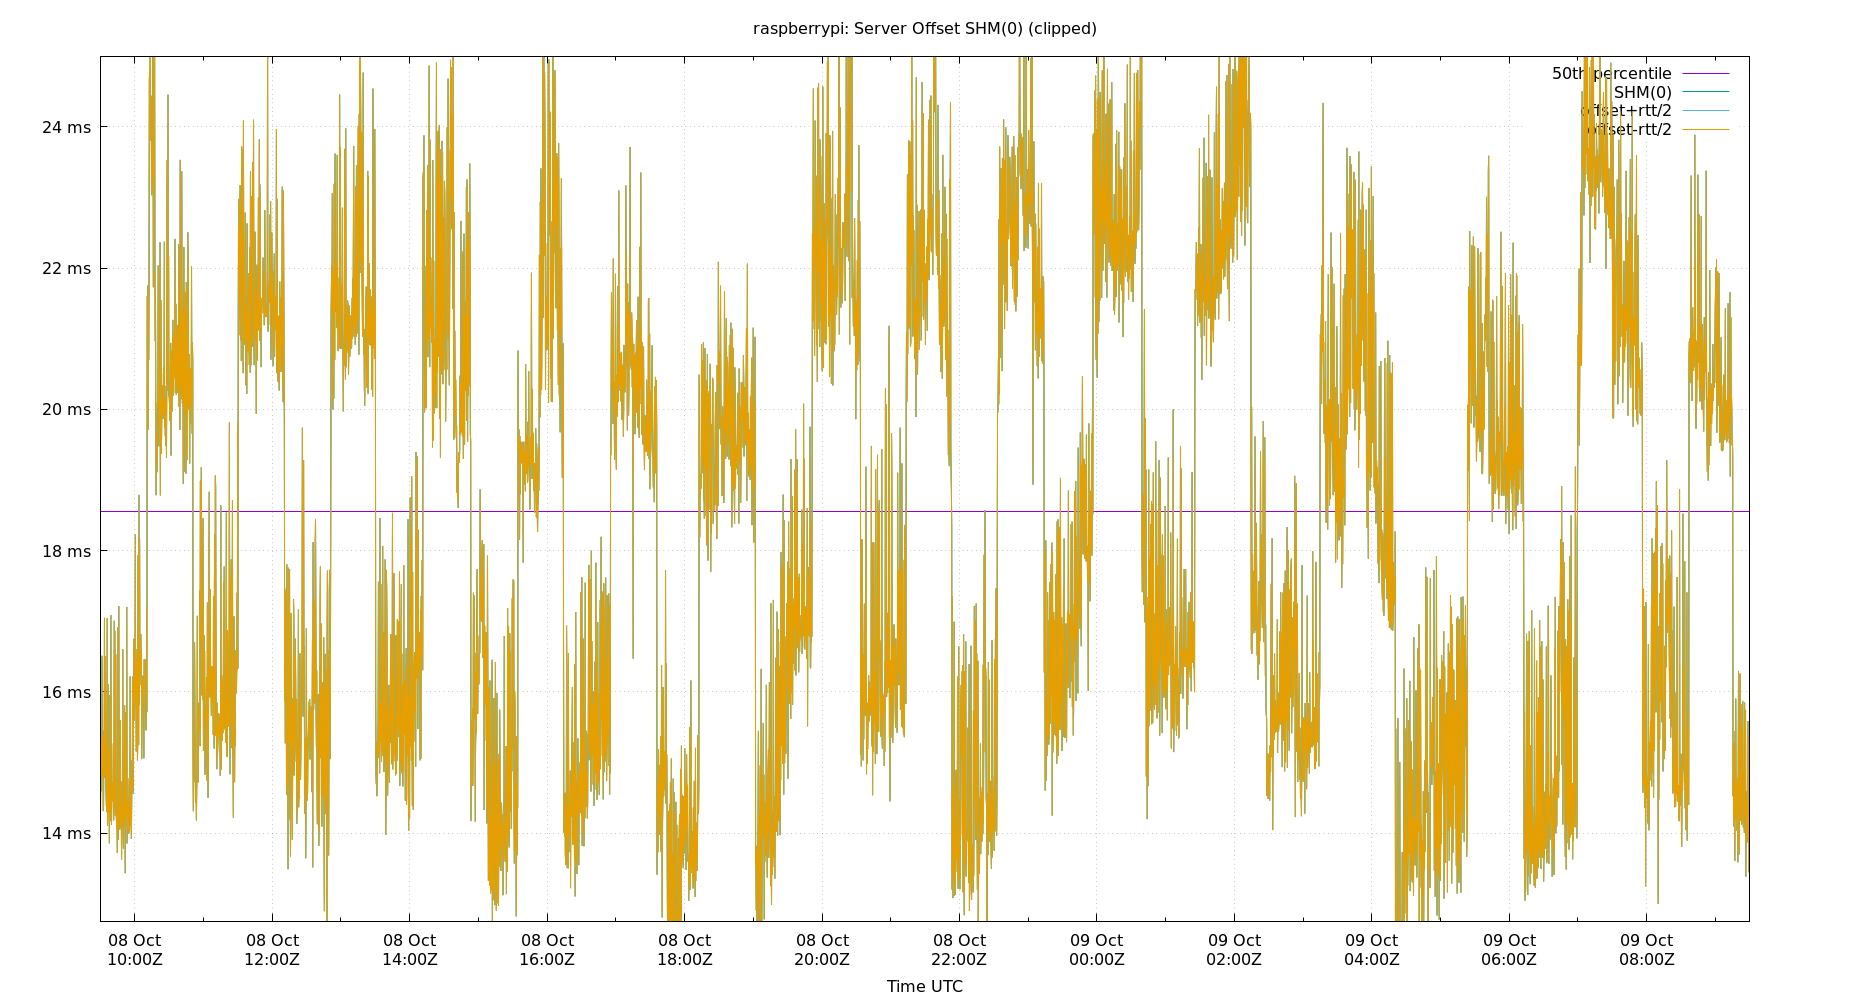 raspberrypi: Server Offset SHM(0) (clipped)
50th percentile
SHM(0)
offset+rtt/2
offset-rtt/2
24 ms
22 ms
20 ms
18 ms
16 ms
14 ms
08 Oct 08 Oct 08 Oct 08 Oct 08 Oct 08 Oct 08 Oct 09 Oct 09 Oct 09 Oct 09 Oct 09 Oct
10:00Z 12:00Z 14:00Z 16:00Z 18:00Z 20:00Z 22:00Z 00:00Z 02:00Z 04:00Z 06:00Z 08:00Z
Time UTC